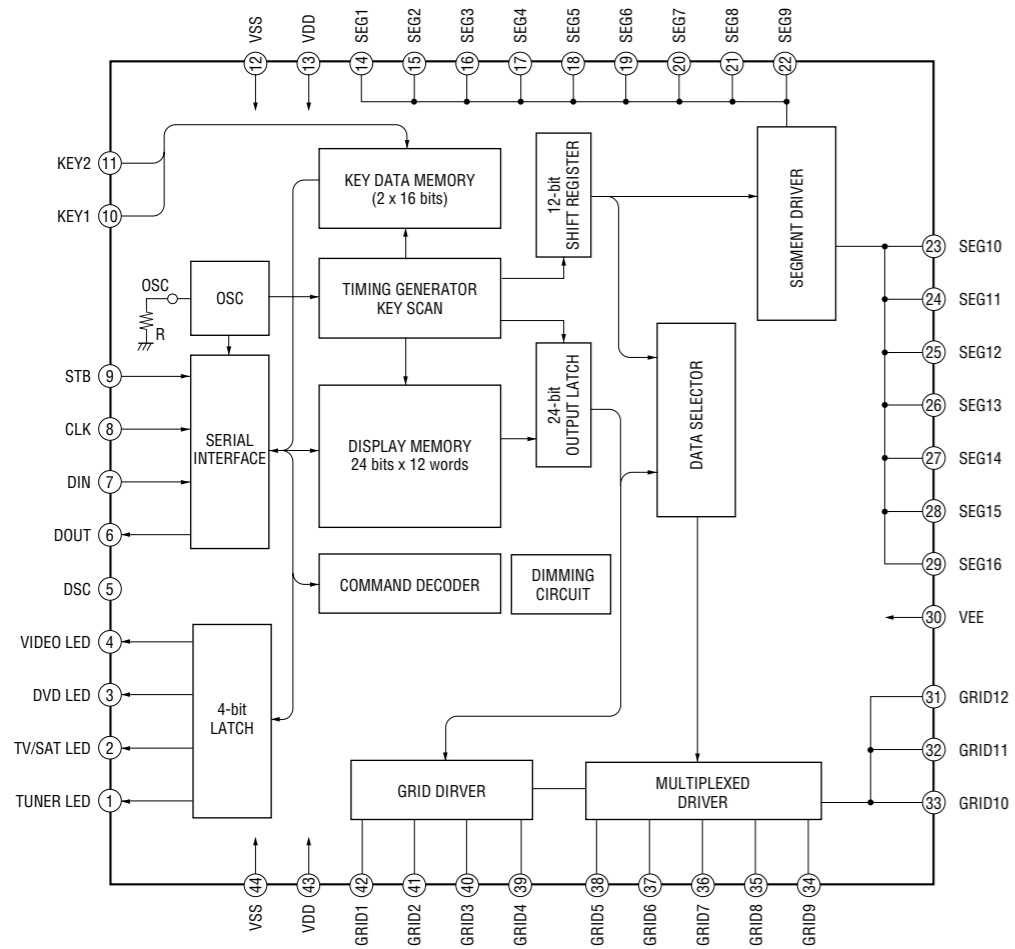 VSS
VDD
SEG1
SEG2
SEG3
SEG4
SEG5
SEG6
SEG7
SEG8
SEG9
12
13
14
15
16
17
18
19
20
21
22
KEY2 11
KEY1 10
KEY DATA MEMORY
(2 x 16 bits)
12-bit
SHIFT REGISTER
SEGMENT DRIVER
OSC
R
OSC
TIMING GENERATOR
KEY SCAN
STB 9
CLK 8
DIN 7
DOUT 6
DSC 5
SERIAL
INTERFACE
DISPLAY MEMORY
24 bits x 12 words
24-bit
OUTPUT LATCH
DATA SELECTOR
23 SEG10
24 SEG11
25 SEG12
26 SEG13
27 SEG14
28 SEG15
29 SEG16
30 VEE
COMMAND DECODER
DIMMING
CIRCUIT
VIDEO LED 4
DVD LED 3
TV/SAT LED 2
TUNER LED 1
4-bit
LATCH
GRID DIRVER
MULTIPLEXED
DRIVER
31 GRID12
32 GRID11
33 GRID10
44
43
42
41
40
39
38
37
36
35
34
VSS
VDD
GRID1
GRID2
GRID3
GRID4
GRID5
GRID6
GRID7
GRID8
GRID9